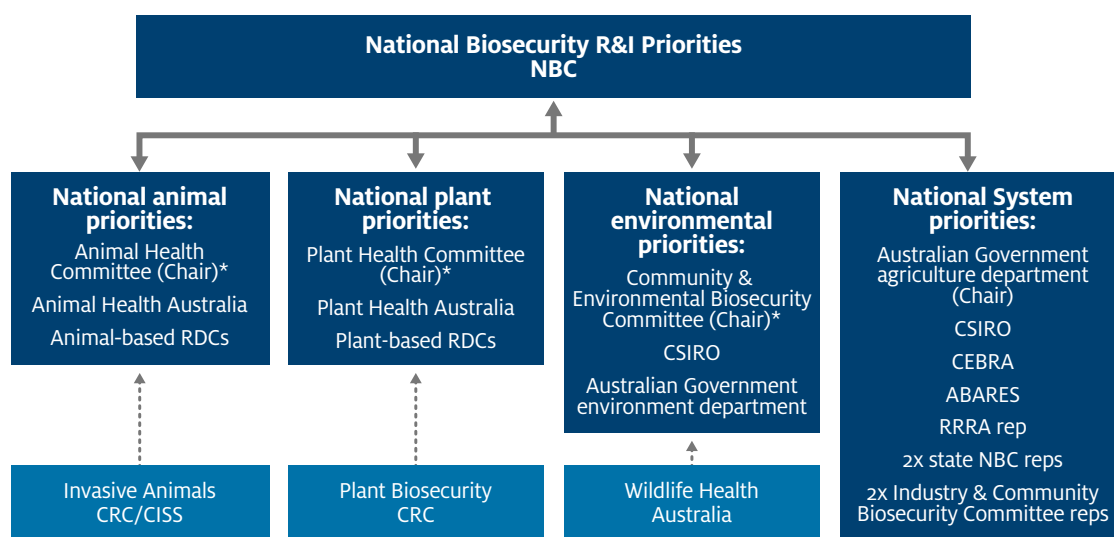 National Biosecurity R&I Priorities
NBC
National animal
priorities:
Animal Health
Committee (Chair)*
Animal Health Australia
Animal-based RDCs
National plant
priorities:
Plant Health Committee
(Chair)*
Plant Health Australia
Plant-based RDCs
National
environmental
priorities:
Community &
Environmental Biosecurity
Committee (Chair)*
CSIRO
Australian Government
environment department
National System
priorities:
Australian Government
agriculture department
(Chair)
CSIRO
CEBRA
ABARES
RRRA rep
2x state NBC reps
2x Industry & Community
Biosecurity Committee reps
Invasive Animals
CRC/CISS
Plant Biosecurity
CRC
Wildlife Health
Australia